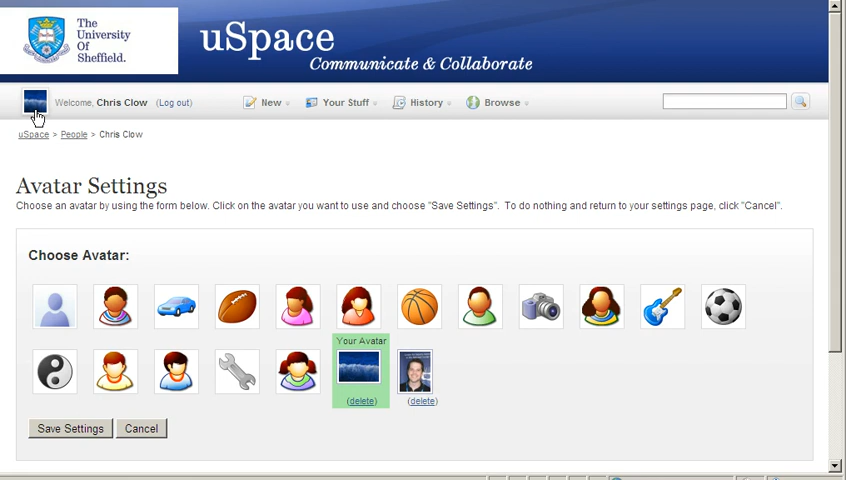 The
University
Of
Sheffield.
uSpace
Communicate & Collaborate
Welcome, Chris Clow (Log out)
New
Your Stuff
History
Browse
uSpace > People > Chris Clow
Avatar Settings
Choose an avatar by using the form below. Click on the avatar you want to use and choose "Save Settings". To do nothing and return to your settings page, click "Cancel".
Choose Avatar:
Your Avatar
(delete)
(delete)
Save Settings
Cancel